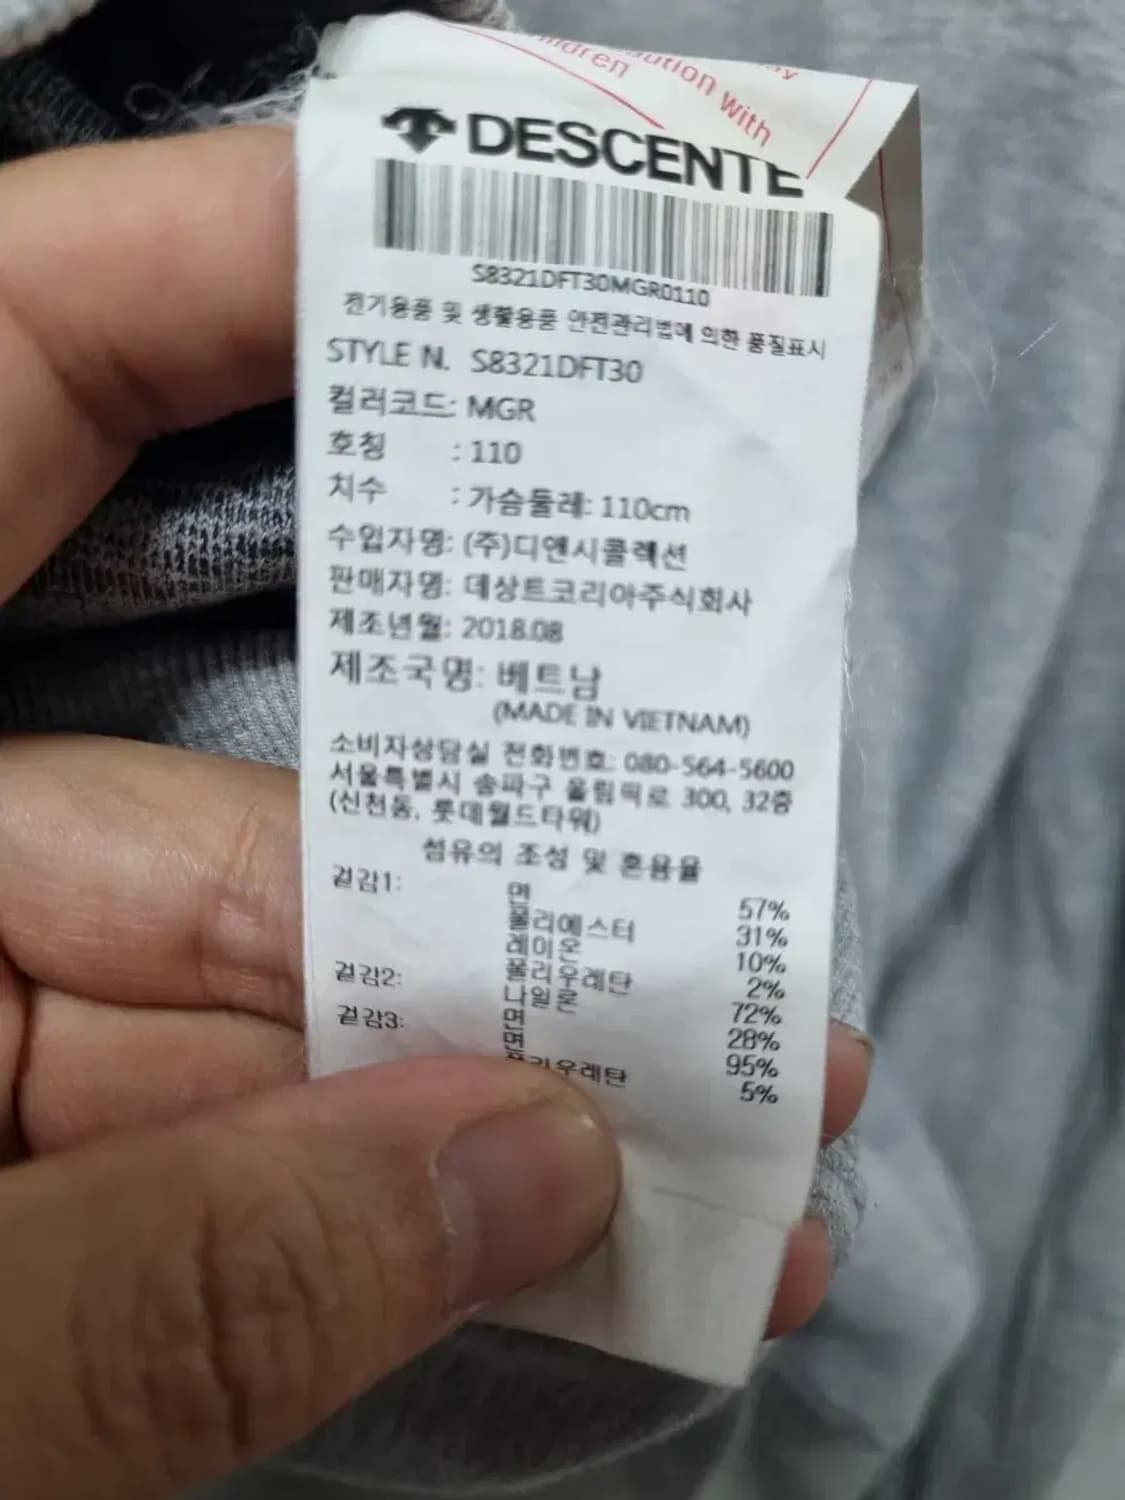 caution with
DESCENTE
S8321DFT30MGR0110
전기용품 및 생활용품 안전관리법에 의한 품질표시
STYLE N. S8321DFT30
컬러코드: MGR
호칭 : 110
치수 : 가슴둘레: 110cm
수입자명: (주)디앤시콜렉션
판매자명: 데상트코리아주식회사
제조년월: 2018.08
제조국명: 베트남
(MADE IN VIETNAM)
소비자상담실 전화번호: 080-564-5600
서울특별시 송파구 올림픽로 300, 32층
(신천동, 롯데월드타워)
섬유의 조성 및 혼용율
겉감1: 면 57%
폴리에스터 31%
레이온 10%
폴리우레탄 2%
겉감2: 나일론 72%
면 28%
겉감3: 면 95%
폴리우레탄 5%